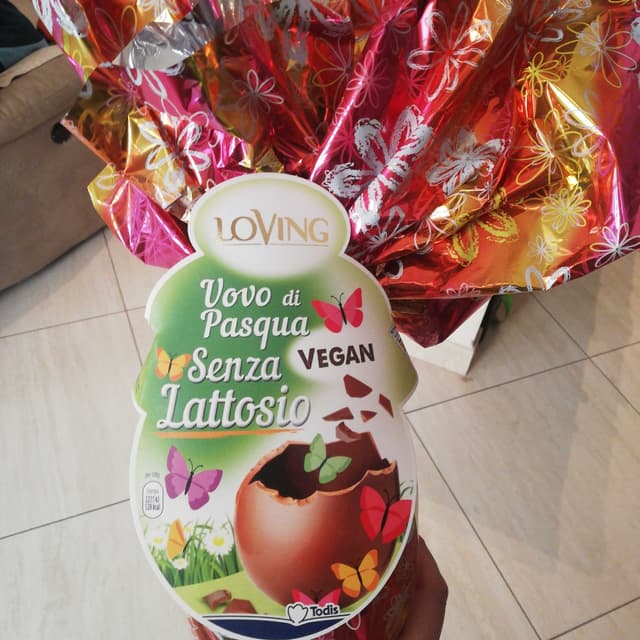 LOVING
Vovo di
Pasqua
Senza
VEGAN
Lattosio
Todis